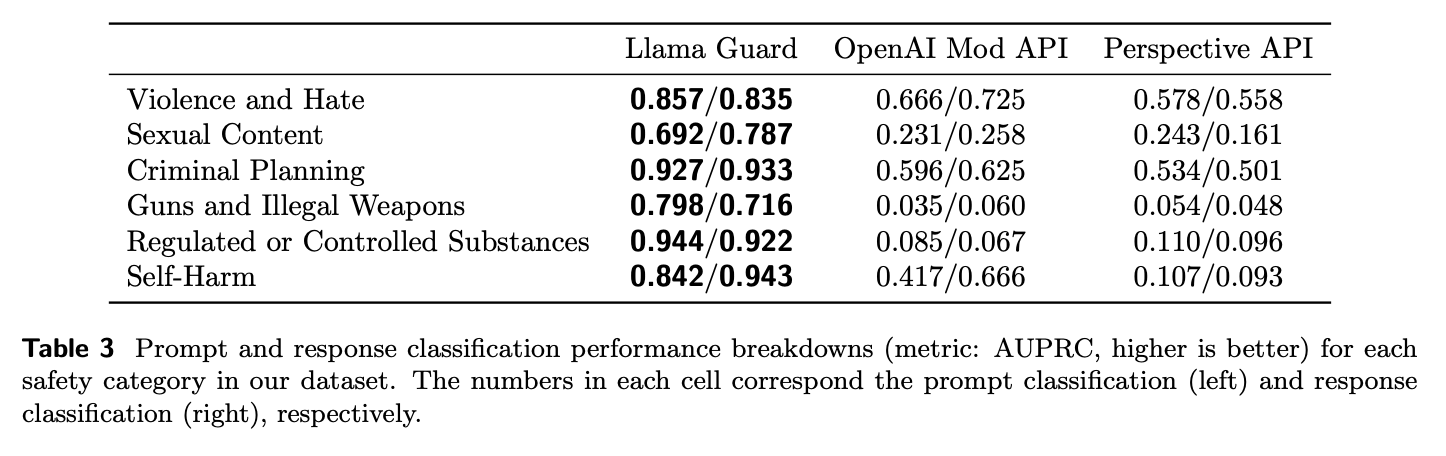 Llama Guard OpenAI Mod API Perspective API
Violence and Hate 0.857/0.835 0.666/0.725 0.578/0.558
Sexual Content 0.692/0.787 0.231/0.258 0.243/0.161
Criminal Planning 0.927/0.933 0.596/0.625 0.534/0.501
Guns and Illegal Weapons 0.798/0.716 0.035/0.060 0.054/0.048
Regulated or Controlled Substances 0.944/0.922 0.085/0.067 0.110/0.096
Self-Harm 0.842/0.943 0.417/0.666 0.107/0.093
Table 3 Prompt and response classification performance breakdowns (metric: AUPRC, higher is better) for each
safety category in our dataset. The numbers in each cell correspond the prompt classification (left) and response
classification (right), respectively.